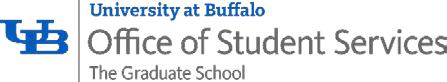 UB
University at Buffalo
Office of Student Services
The Graduate School